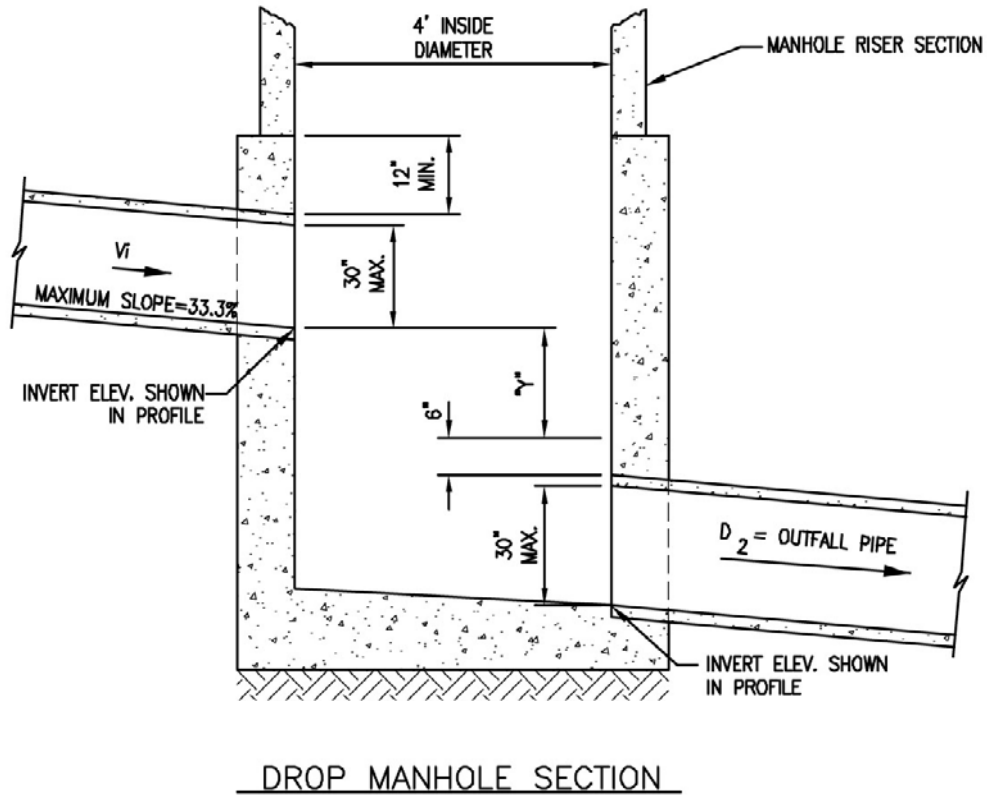 4' INSIDE
DIAMETER
MANHOLE RISER SECTION
12"
MIN.
Vi
30"
MAX.
MAXIMUM SLOPE=33.3%
INVERT ELEV. SHOWN
IN PROFILE
"Y"
6"
30"
MAX.
D 2 = OUTFALL PIPE
INVERT ELEV. SHOWN
IN PROFILE
DROP MANHOLE SECTION